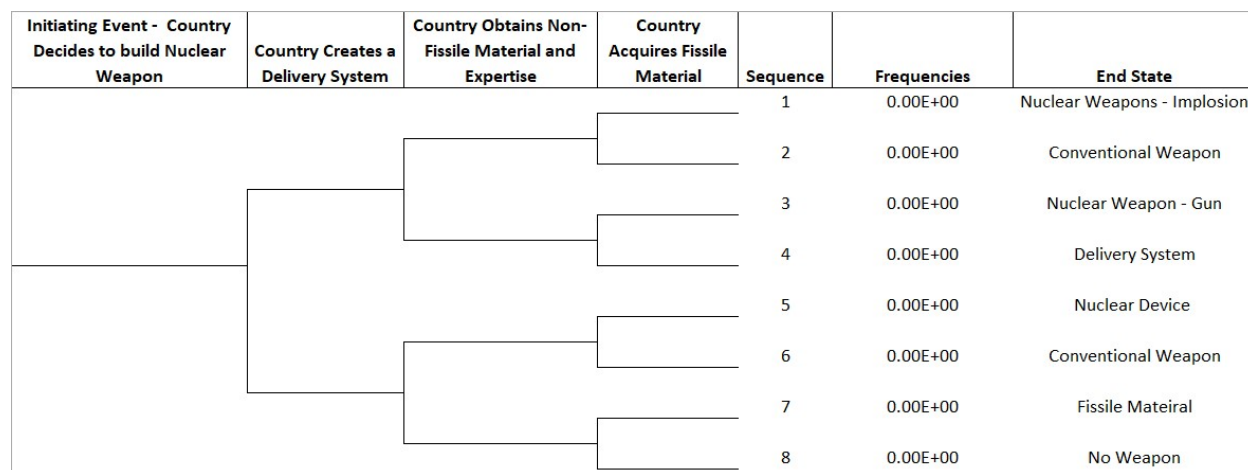 Initiating Event - Country
Decides to build Nuclear
Weapon
Country Creates a
Delivery System
Country Obtains Non-
Fissile Material and
Expertise
Country
Acquires Fissile
Material
Sequence
Frequencies
End State
1 0.00E+00 Nuclear Weapons - Implosion
2 0.00E+00 Conventional Weapon
3 0.00E+00 Nuclear Weapon - Gun
4 0.00E+00 Delivery System
5 0.00E+00 Nuclear Device
6 0.00E+00 Conventional Weapon
7 0.00E+00 Fissile Mateiral
8 0.00E+00 No Weapon